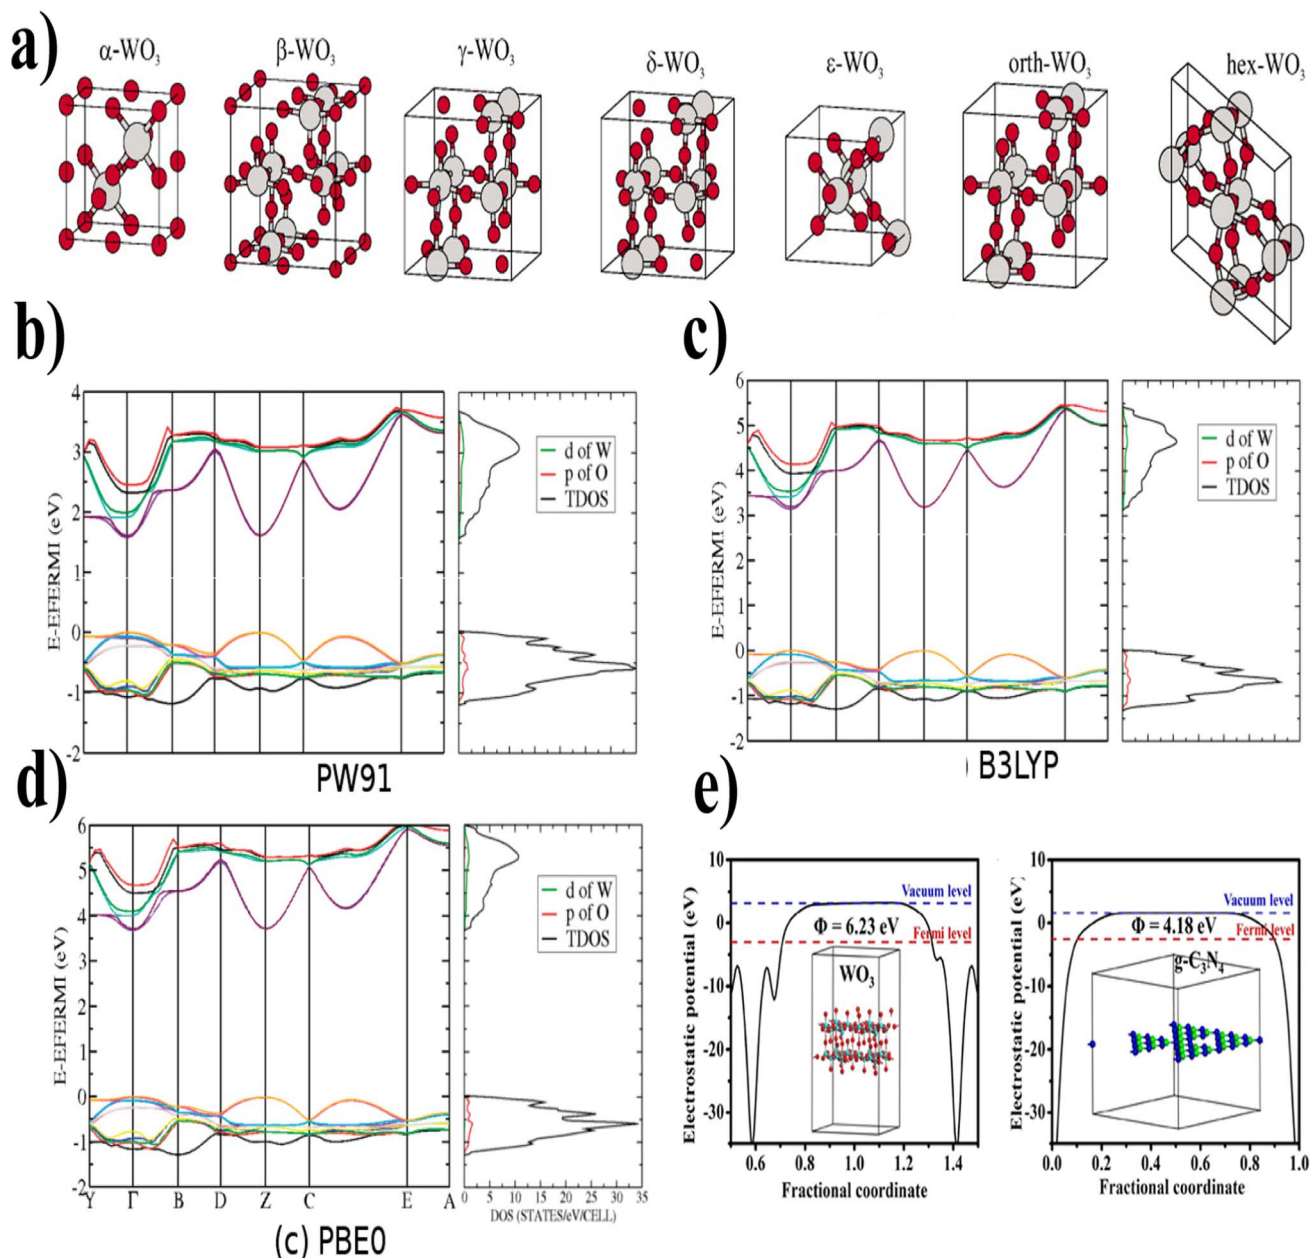 a)
α-WO₃
β-WO₃
γ-WO₃
δ-WO₃
ε-WO₃
orth-WO₃
hex-WO₃
b)
4
3
2
1
0
-1
-2
E-EFERMI (eV)
d of W
p of O
TDOS
PW91
c)
6
5
4
3
2
1
0
-1
-2
E-EFERMI (eV)
d of W
p of O
TDOS
) B3LYP
d)
6
5
4
3
2
1
0
-1
-2
E-EFERMI (eV)
Y Γ B D Z C E A
d of W
p of O
TDOS
0 5 10 15 20 25 30 35
DOS (STATES/eV/CELL)
(c) PBE0
e)
10
0
-10
-20
-30
Electrostatic potential (eV)
Vacuum level
Φ = 6.23 eV
Fermi level
WO₃
0.6 0.8 1.0 1.2 1.4
Fractional coordinate
10
0
-10
-20
-30
Electrostatic potential (eV)
Vacuum level
Φ = 4.18 eV
Fermi level
g-C₃N₄
0.0 0.2 0.4 0.6 0.8 1.0
Fractional coordinate